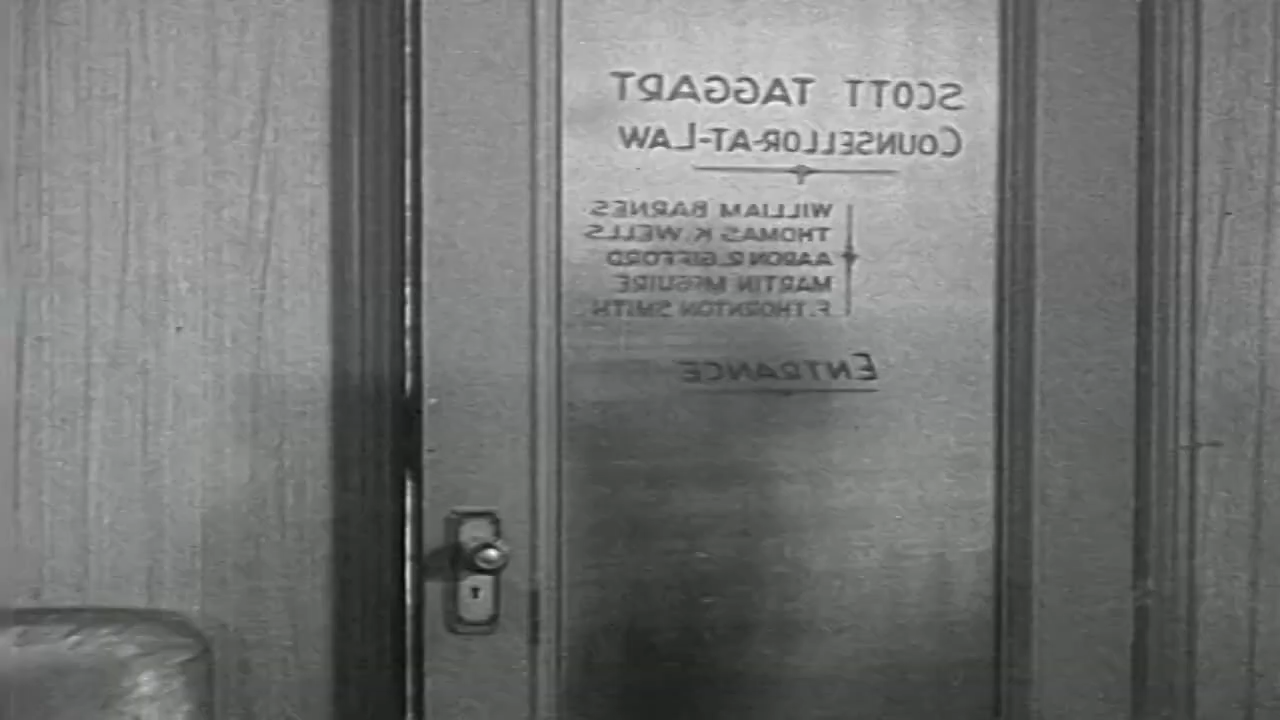 SCOTT TAGGART
COUNSELLOR-AT-LAW
WILLIAM BARNES
THOMAS K. WELLS
AARON R. GIFFORD
MARTIN McGUIRE
F. THORNTON SMITH
ENTRANCE